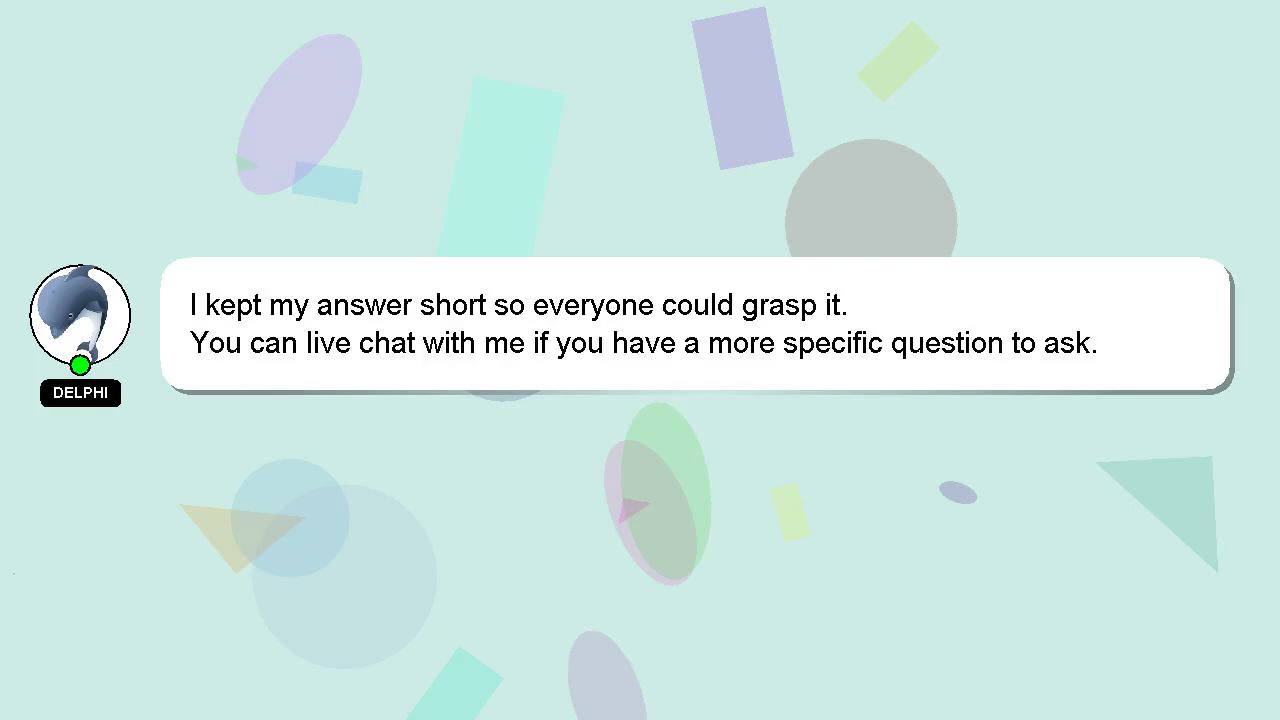 I kept my answer short so everyone could grasp it.
You can live chat with me if you have a more specific question to ask.
DELPHI